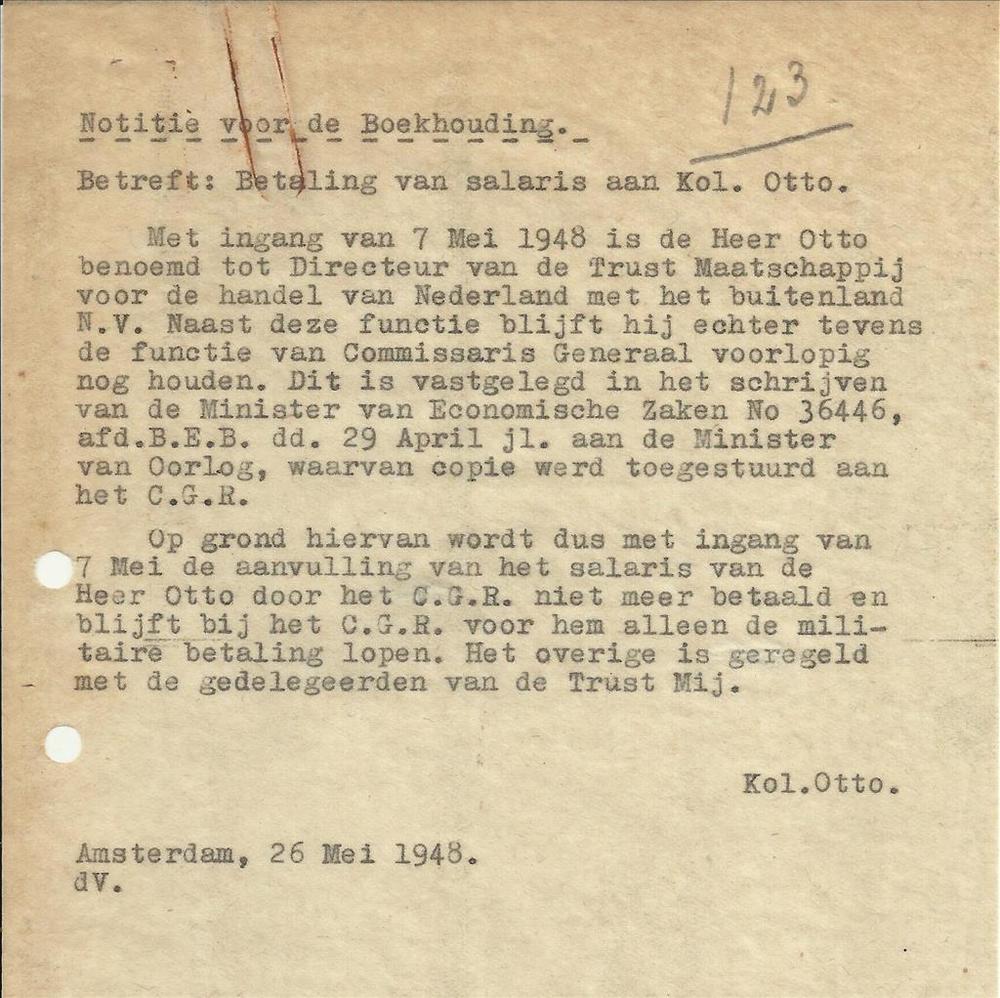 123
Notitie voor de Boekhouding.
Betreft: Betaling van salaris aan Kol. Otto.
Met ingang van 7 Mei 1948 is de Heer Otto
benoemd tot Directeur van de Trust Maatschappij
voor de handel van Nederland met het buitenland
N.V. Naast deze functie blijft hij echter tevens
de functie van Commissaris Generaal voorlopig
nog houden. Dit is vastgelegd in het schrijven
van de Minister van Economische Zaken No 36446,
afd.B.E.B. dd. 29 April jl. aan de Minister
van Oorlog, waarvan copie werd toegestuurd aan
het C.G.R.
Op grond hiervan wordt dus met ingang van
7 Mei de aanvulling van het salaris van de
Heer Otto door het C.G.R. niet meer betaald en
blijft bij het C.G.R. voor hem alleen de mili-
taire betaling lopen. Het overige is geregeld
met de gedelegeerden van de Trust Mij.
Kol.Otto.
Amsterdam, 26 Mei 1948.
dV.